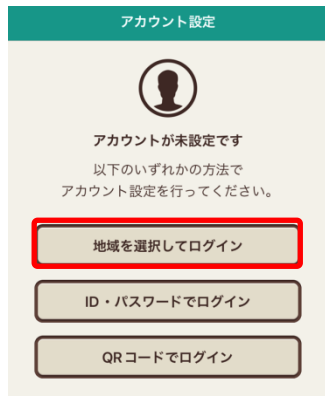 アカウント設定
アカウントが未設定です
以下のいずれかの方法で
アカウント設定を行ってください。
地域を選択してログイン
ID・パスワードでログイン
QRコードでログイン